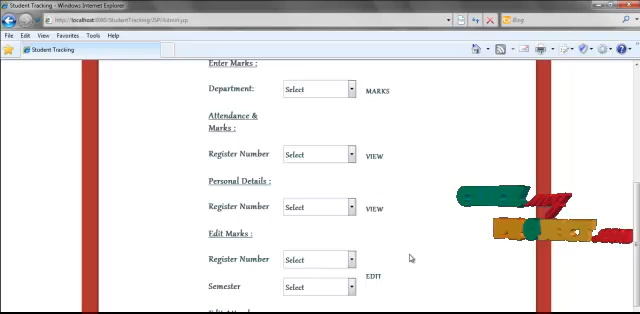 Student Tracking - Windows Internet Explorer
http://localhost:8080/StudentTracking/JSP/Admin.jsp
Bing
File Edit View Favorites Tools Help
Student Tracking
Enter Marks :
Department: Select MARKS
Attendance &
Marks :
Register Number Select VIEW
Personal Details :
Register Number Select VIEW
Edit Marks :
Register Number Select
EDIT
Semester Select